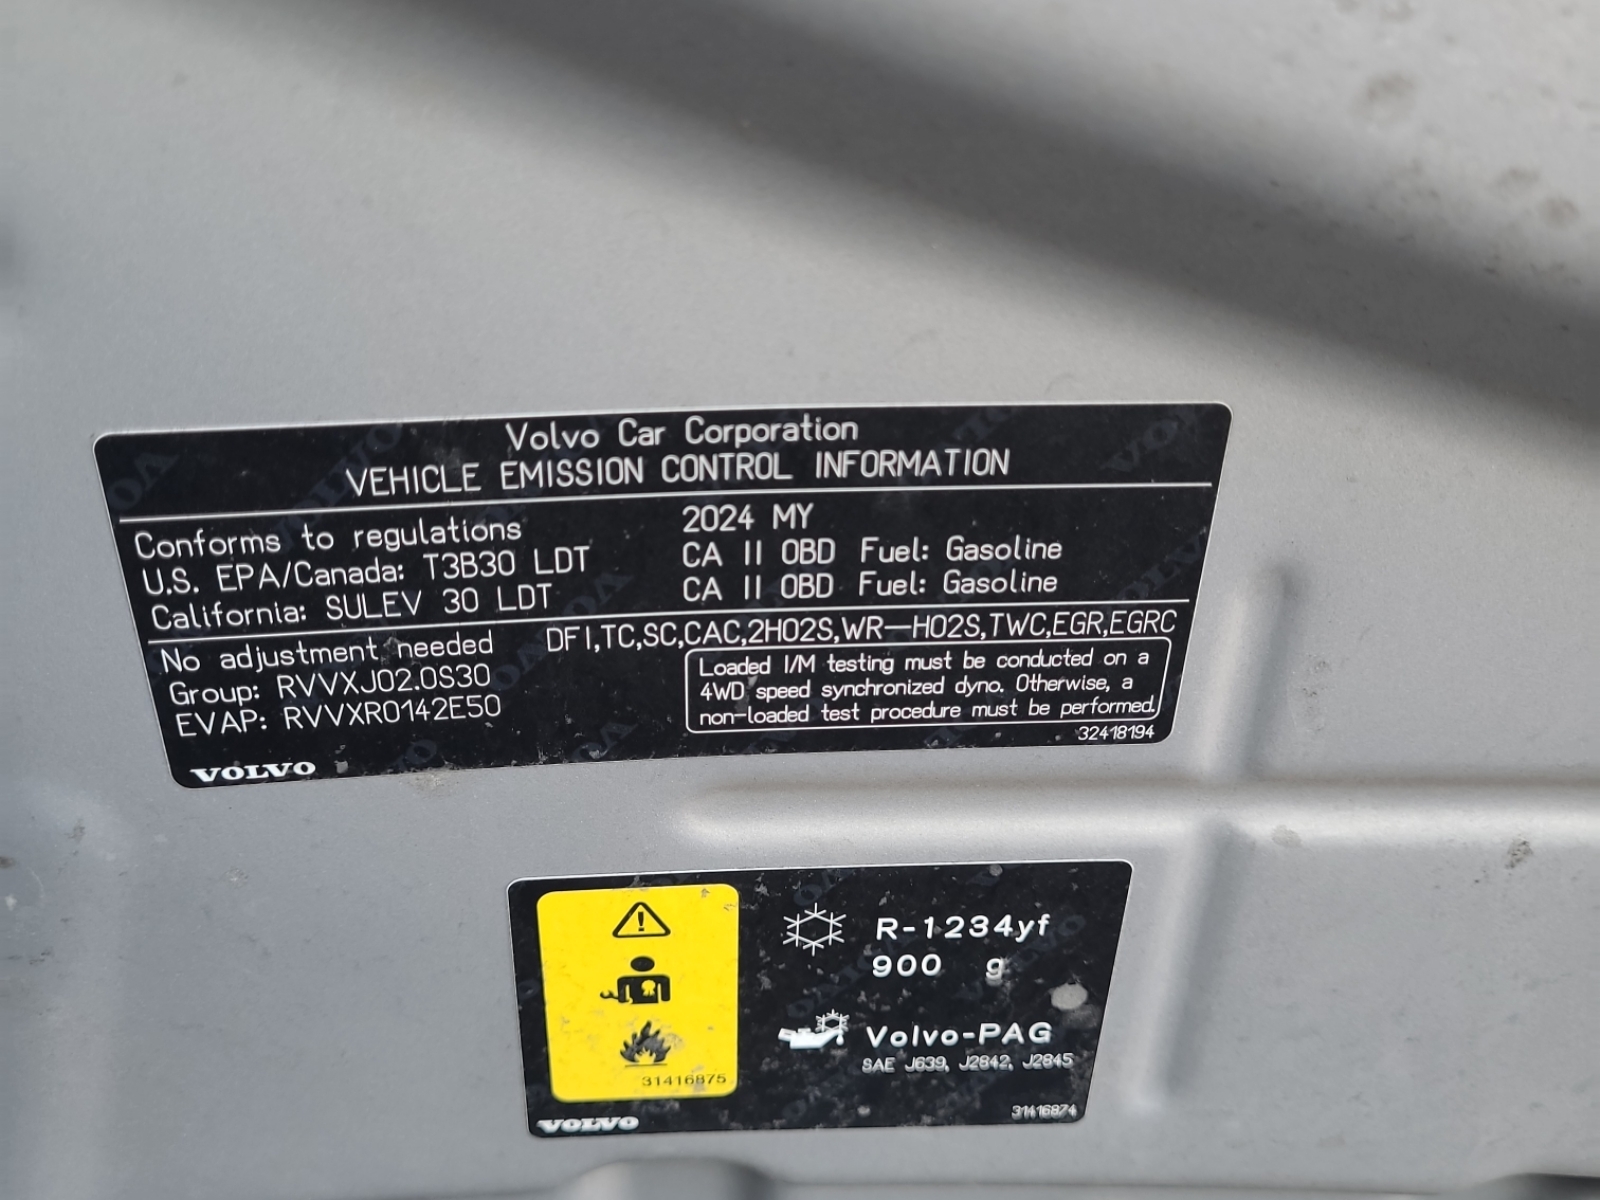 Volvo Car Corporation
VEHICLE EMISSION CONTROL INFORMATION
Conforms to regulations 2024 MY
U.S. EPA/Canada: T3B30 LDT CA II OBD Fuel: Gasoline
California: SULEV 30 LDT CA II OBD Fuel: Gasoline
No adjustment needed DFI,TC,SC,CAC,2HO2S,WR-HO2S,TWC,EGR,EGRC
Group: RVVXJ02.0S30
EVAP: RVVXR0142E50
Loaded I/M testing must be conducted on a
4WD speed synchronized dyno. Otherwise, a
non-loaded test procedure must be performed.
32418194
VOLVO
R-1234yf
900 g
Volvo-PAG
SAE J639, J2842, J2845
31416875
31416874
VOLVO